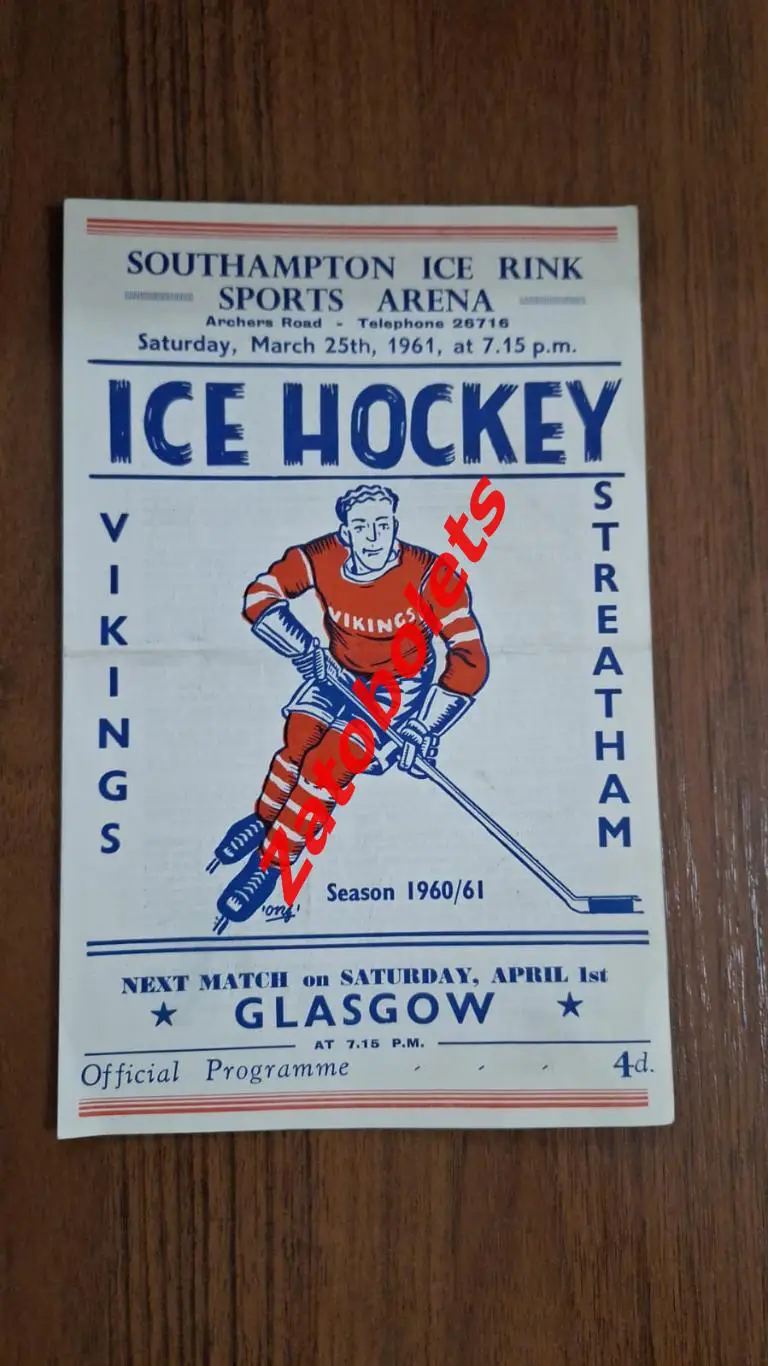 SOUTHAMPTON ICE RINK
SPORTS ARENA
Archers Road - Telephone 26716
Saturday, March 25th, 1961, at 7.15 p.m.
ICE HOCKEY
VIKINGS
STREATHAM
VIKINGS
Zatobolets
Season 1960/61
NEXT MATCH on SATURDAY, APRIL 1st
★ GLASGOW ★
AT 7.15 P.M.
Official Programme - - - 4d.